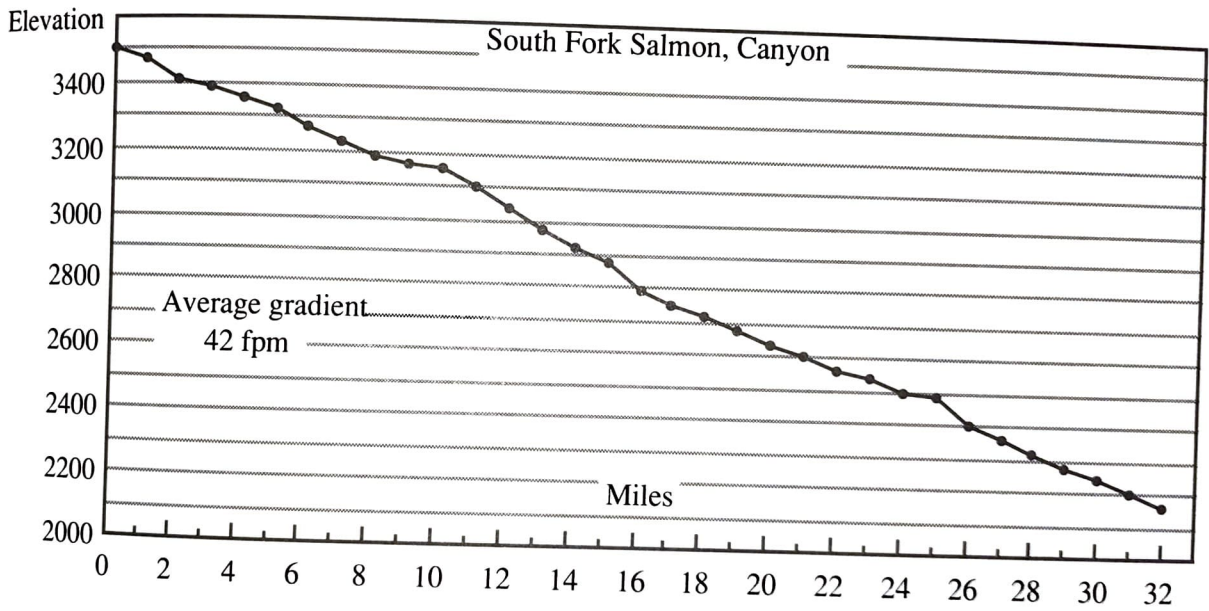 Elevation
South Fork Salmon, Canyon
3400
3200
3000
2800
Average gradient
2600
42 fpm
2400
2200
Miles
2000
0 2 4 6 8 10 12 14 16 18 20 22 24 26 28 30 32